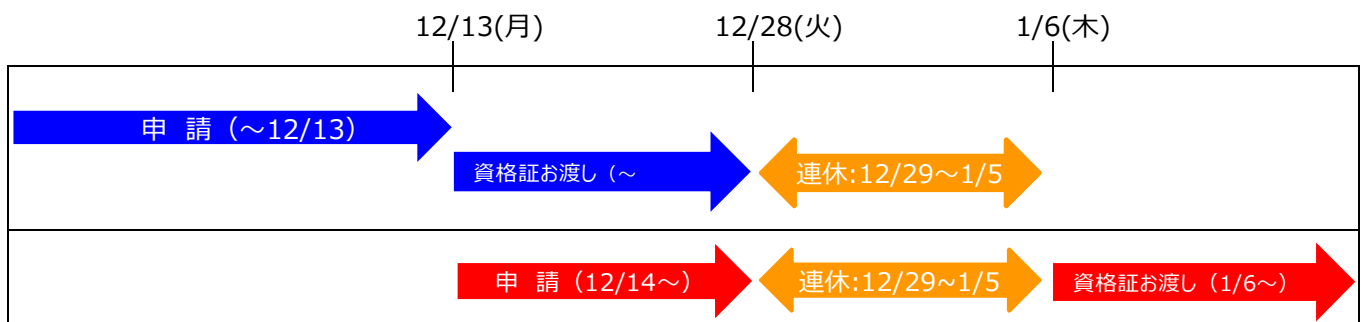 12/13(月) 12/28(火) 1/6(木)
申 請（～12/13）
資格証お渡し（～
連休:12/29～1/5
申 請（12/14～）
連休:12/29~1/5
資格証お渡し（1/6～）